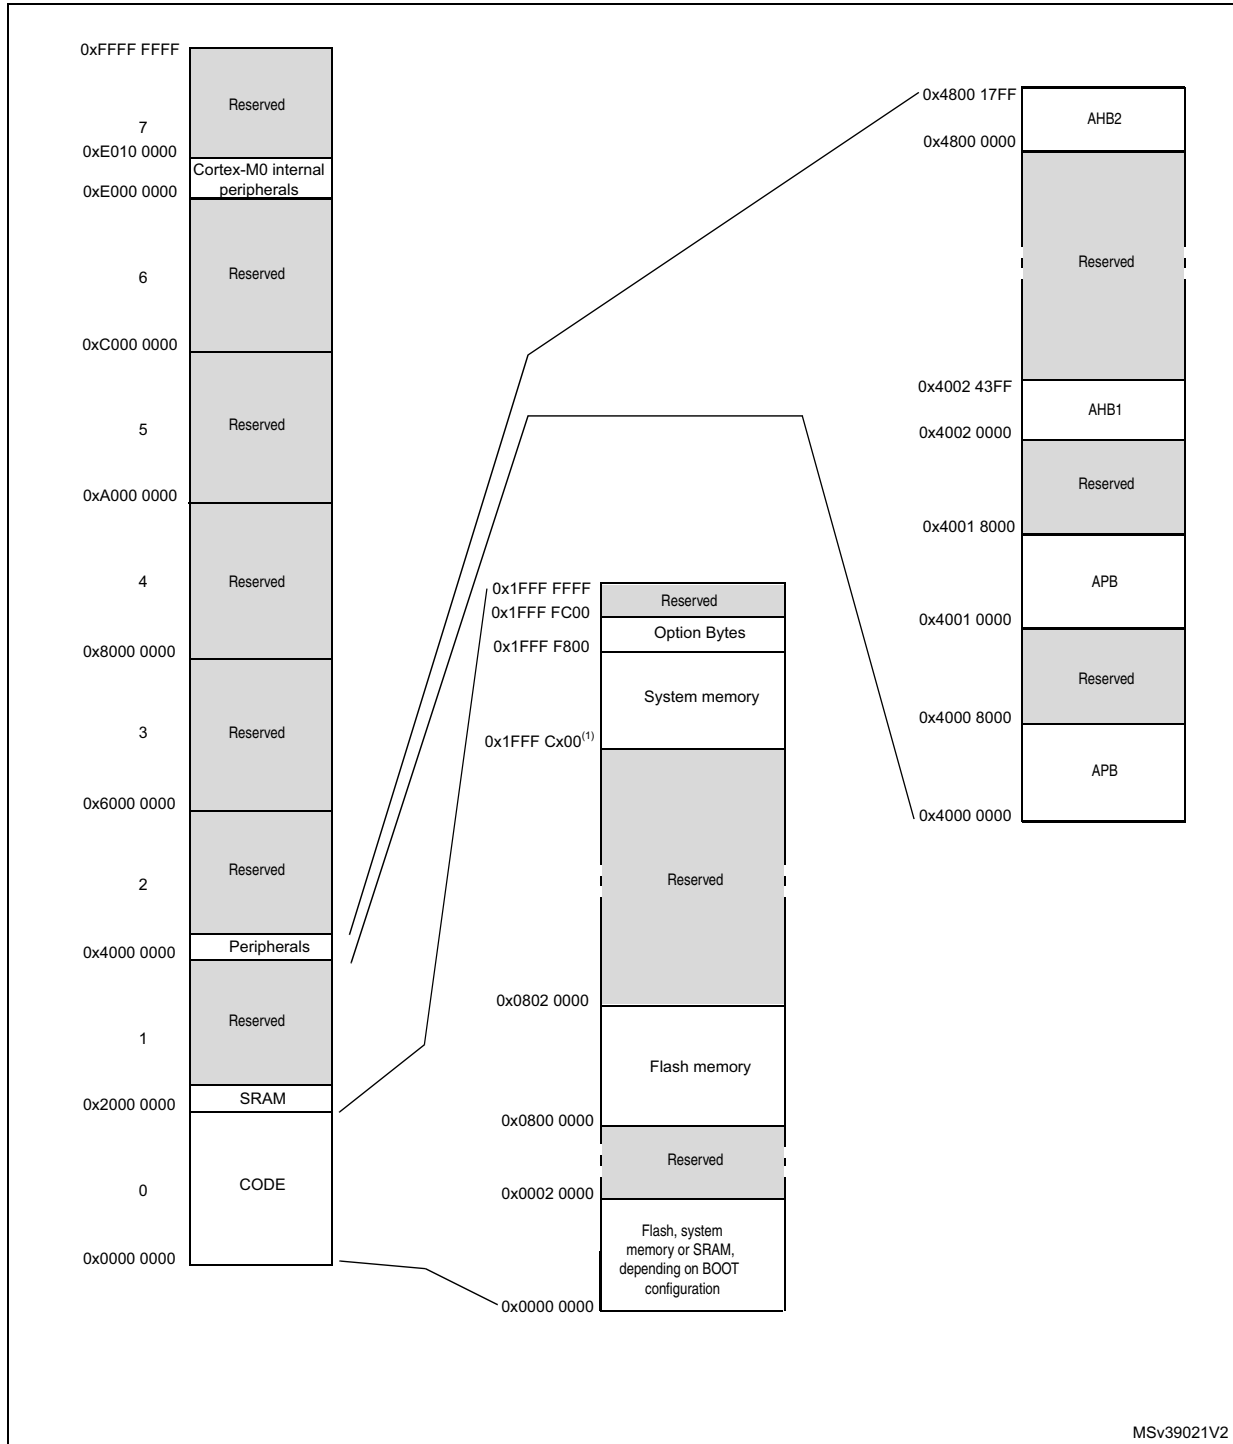 0xFFFF FFFF
Reserved
7
0xE010 0000
Cortex-M0 internal
peripherals
0xE000 0000
6
Reserved
0xC000 0000
5
Reserved
0xA000 0000
4
Reserved
0x8000 0000
3
Reserved
0x6000 0000
2
Reserved
0x4000 0000
Peripherals
1
Reserved
0x2000 0000
SRAM
0
CODE
0x0000 0000
0x1FFF FFFF
Reserved
0x1FFF FC00
Option Bytes
0x1FFF F800
System memory
0x1FFF Cx00(1)
Reserved
0x0802 0000
Flash memory
0x0800 0000
Reserved
0x0002 0000
Flash, system
memory or SRAM,
depending on BOOT
configuration
0x0000 0000
0x4800 17FF
AHB2
0x4800 0000
Reserved
0x4002 43FF
AHB1
0x4002 0000
Reserved
0x4001 8000
APB
0x4001 0000
Reserved
0x4000 8000
APB
0x4000 0000
MSv39021V2